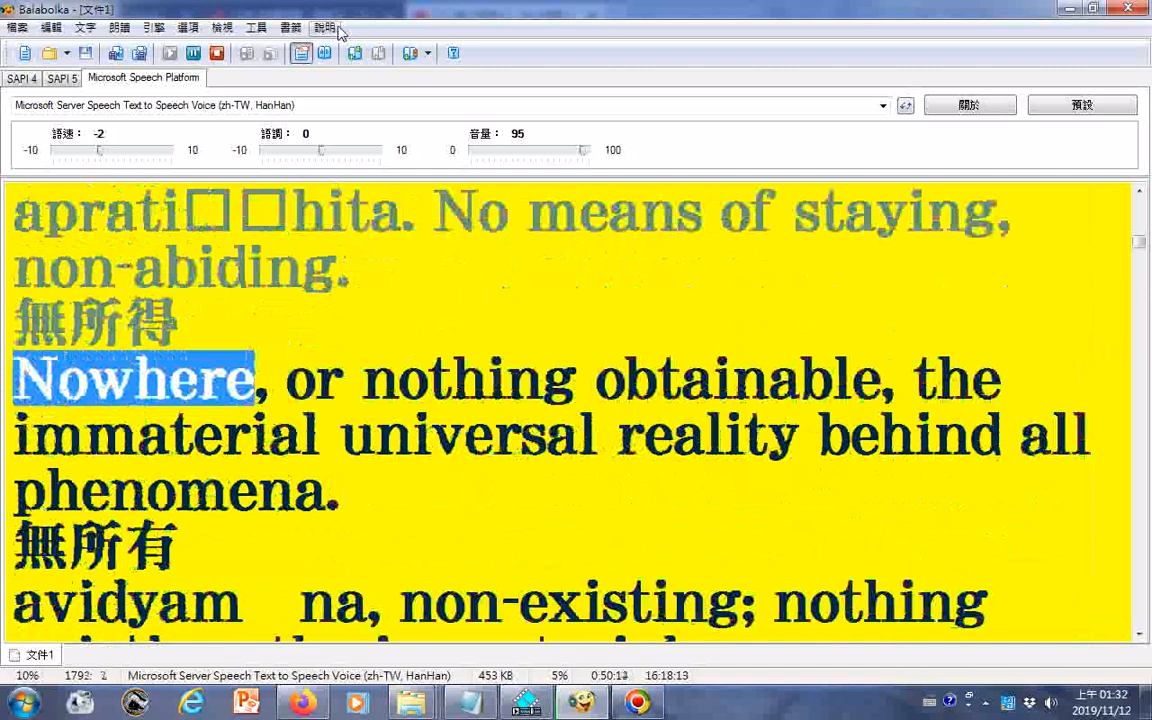 Balabolka - [文件1]
檔案 編輯 文字 朗讀 引擎 選項 檢視 工具 書籤 說明
SAPI 4 SAPI 5 Microsoft Speech Platform
Microsoft Server Speech Text to Speech Voice (zh-TW, HanHan) 關於 預設
語速： -2 語調： 0 音量： 95
-10 10 -10 10 0 100
aprati□□hita. No means of staying,
non-abiding.
無所得
Nowhere, or nothing obtainable, the
immaterial universal reality behind all
phenomena.
無所有
avidyam na, non-existing; nothing
文件1
10% 1792: Microsoft Server Speech Text to Speech Voice (zh-TW, HanHan) 453 KB 5% 0:50:13 16:18:13
上午 01:32
2019/11/12